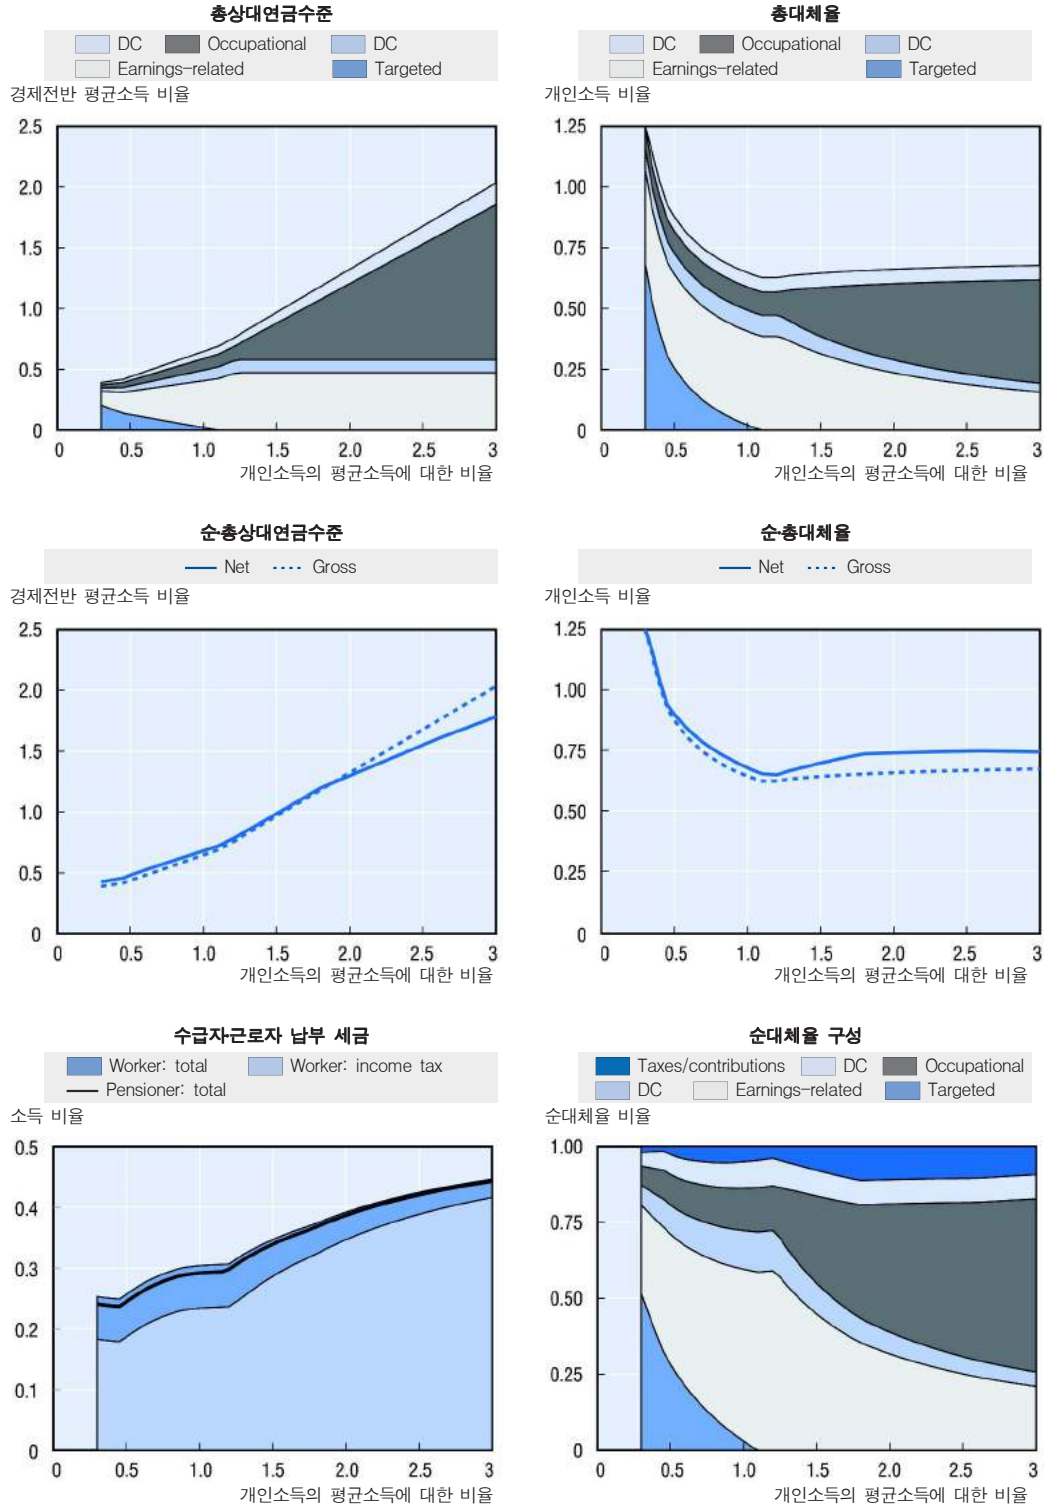 총상대연금수준
DC Occupational DC
Earnings-related Targeted
경제전반 평균소득 비율
2.5
2.0
1.5
1.0
0.5
0
0 0.5 1.0 1.5 2.0 2.5 3
개인소득의 평균소득에 대한 비율
총대체율
DC Occupational DC
Earnings-related Targeted
개인소득 비율
1.25
1.00
0.75
0.50
0.25
0
0 0.5 1.0 1.5 2.0 2.5 3
개인소득의 평균소득에 대한 비율
순·총상대연금수준
Net Gross
경제전반 평균소득 비율
2.5
2.0
1.5
1.0
0.5
0
0 0.5 1.0 1.5 2.0 2.5 3
개인소득의 평균소득에 대한 비율
순·총대체율
Net Gross
개인소득 비율
1.25
1.00
0.75
0.50
0.25
0
0 0.5 1.0 1.5 2.0 2.5 3
개인소득의 평균소득에 대한 비율
수급자·근로자 납부 세금
Worker: total Worker: income tax
Pensioner: total
소득 비율
0.5
0.4
0.3
0.2
0.1
0
0 0.5 1.0 1.5 2.0 2.5 3
개인소득의 평균소득에 대한 비율
순대체율 구성
Taxes/contributions DC Occupational
DC Earnings-related Targeted
순대체율 비율
1.00
0.75
0.50
0.25
0
0 0.5 1.0 1.5 2.0 2.5 3
개인소득의 평균소득에 대한 비율